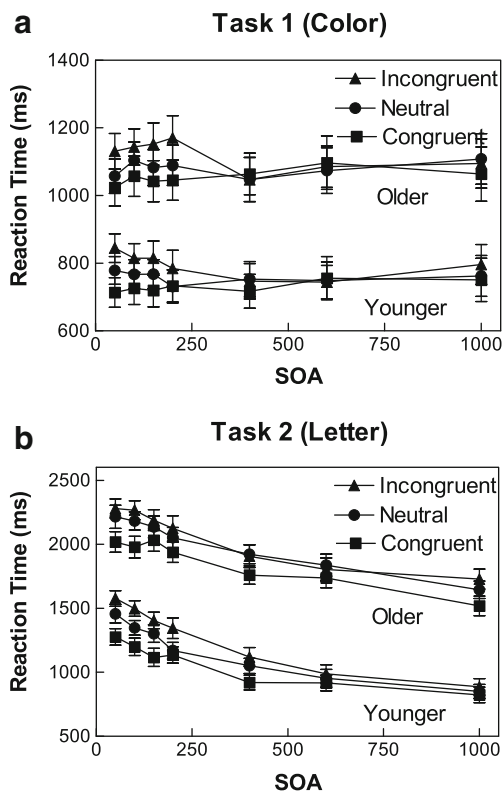 a
Task 1 (Color)
Reaction Time (ms)
1400
1200
1000
800
600
Incongruent
Neutral
Congruent
Older
Younger
0 250 500 750 1000
SOA
b
Task 2 (Letter)
Reaction Time (ms)
2500
2000
1500
1000
500
Incongruent
Neutral
Congruent
Older
Younger
0 250 500 750 1000
SOA